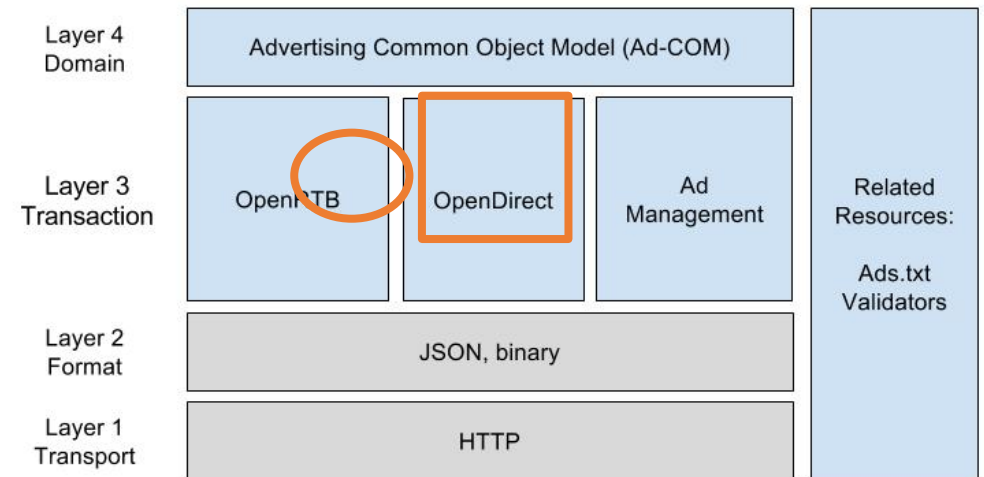 Layer 4
Domain
Advertising Common Object Model (Ad-COM)
Layer 3
Transaction
OpenRTB
OpenDirect
Ad
Management
Related
Resources:
Ads.txt
Validators
Layer 2
Format
JSON, binary
Layer 1
Transport
HTTP